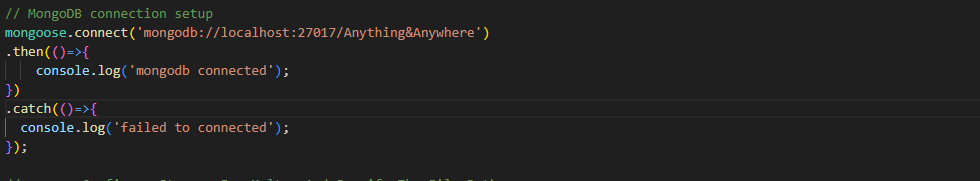 // MongoDB connection setup
mongoose.connect('mongodb://localhost:27017/Anything&Anywhere')
.then(()=>{
console.log('mongodb connected');
})
.catch(()=>{
console.log('failed to connected');
});